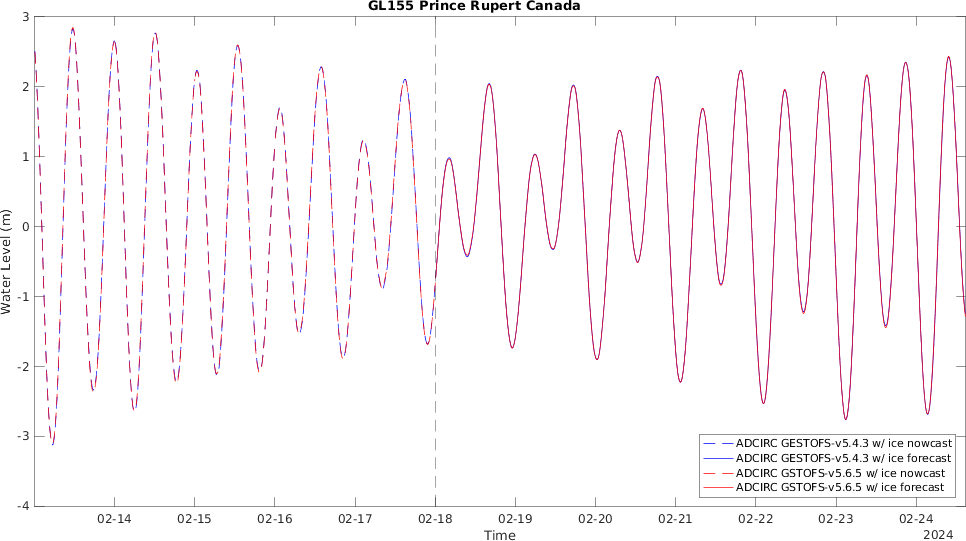 GL155 Prince Rupert Canada
3
2
1
0
-1
-2
-3
-4
Water Level (m)
ADCIRC GESTOFS-v5.4.3 w/ ice nowcast
ADCIRC GESTOFS-v5.4.3 w/ ice forecast
ADCIRC GSTOFS-v5.6.5 w/ ice nowcast
ADCIRC GSTOFS-v5.6.5 w/ ice forecast
02-14 02-15 02-16 02-17 02-18 02-19 02-20 02-21 02-22 02-23 02-24
Time
2024